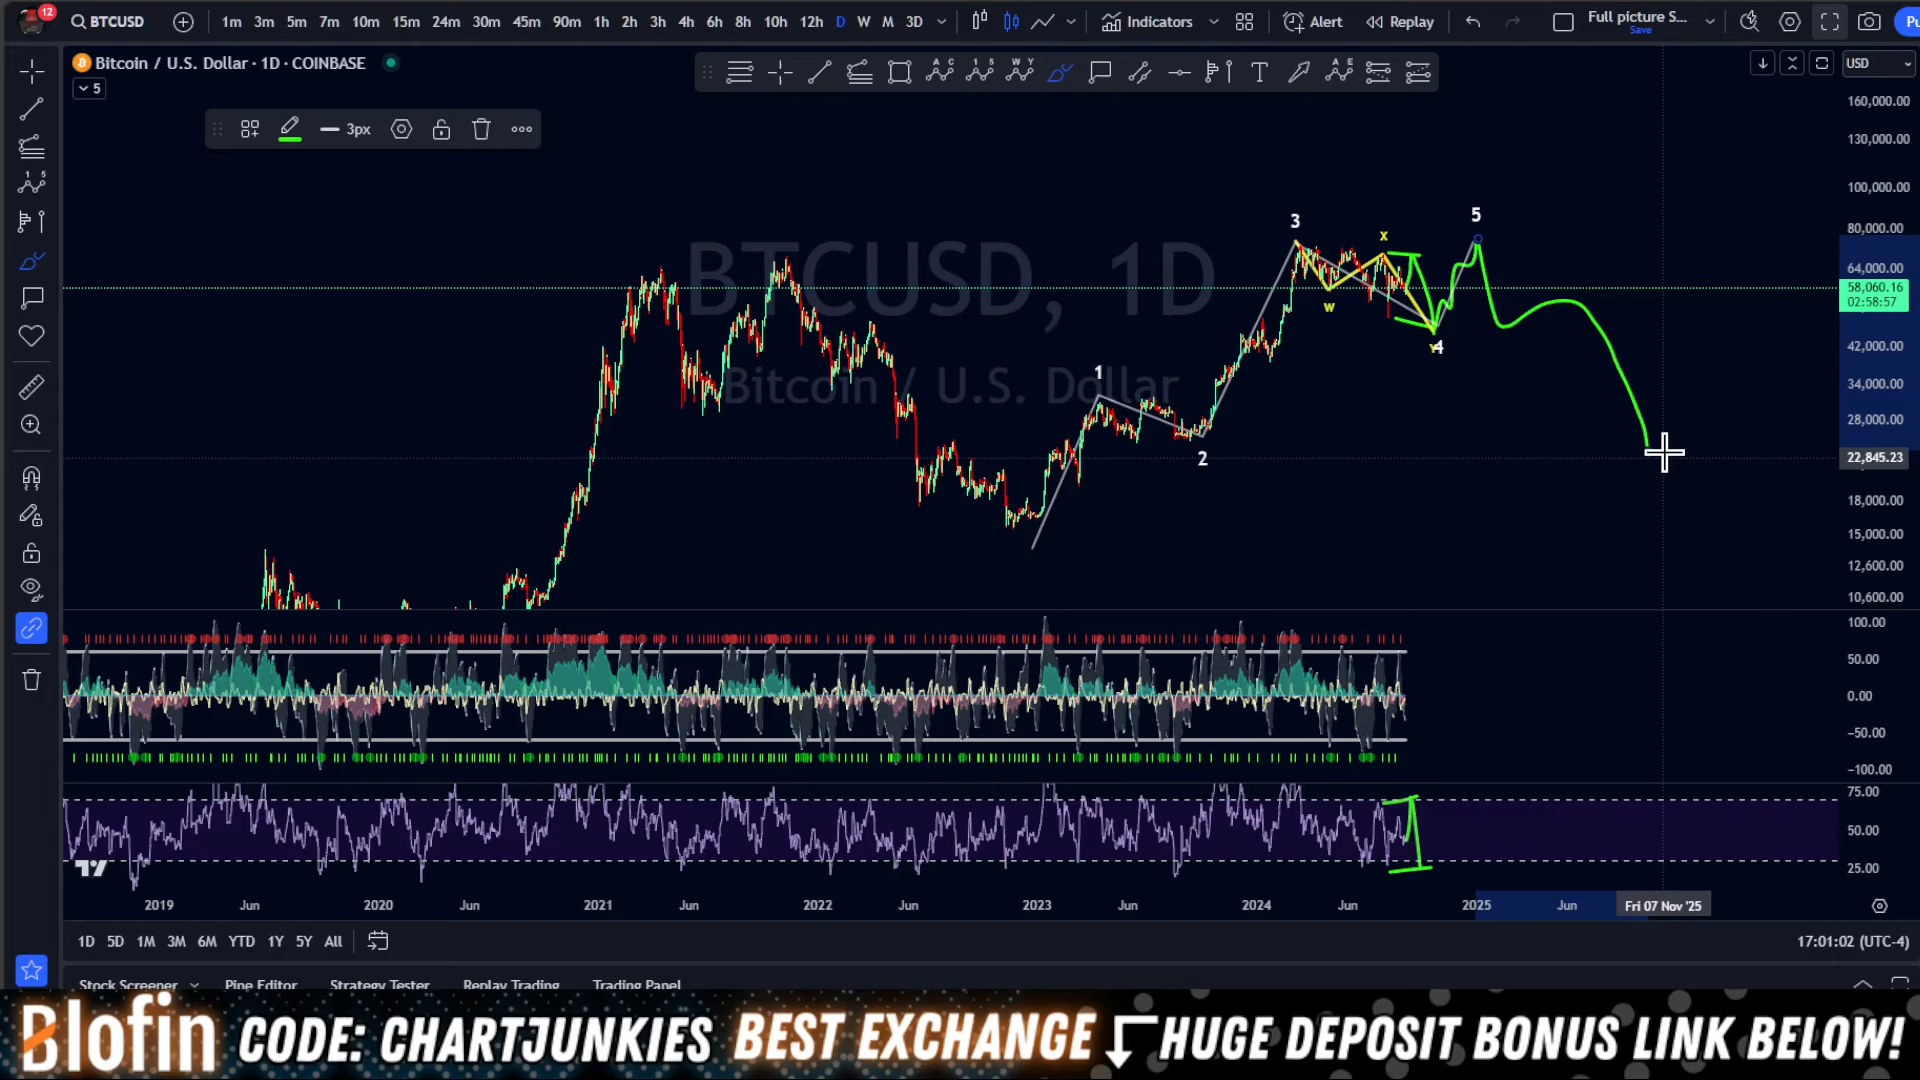 12
BTCUSD
1m 3m 5m 7m 10m 15m 24m 30m 45m 90m 1h 2h 3h 4h 6h 8h 10h 12h D W M 3D
Indicators
Alert
Replay
Full picture S...
Save
Pu
Bitcoin / U.S. Dollar · 1D · COINBASE
5
3px
A C
1 5
W Y
A E
USD
160,000.00
130,000.00
100,000.00
80,000.00
64,000.00
58,060.16
02:58:57
42,000.00
34,000.00
28,000.00
22,845.23
18,000.00
15,000.00
12,600.00
10,600.00
BTCUSD, 1D
Bitcoin / U.S. Dollar
1
2
3
4
5
W
X
Y
100.00
50.00
0.00
−50.00
−100.00
75.00
50.00
25.00
2019 Jun 2020 Jun 2021 Jun 2022 Jun 2023 Jun 2024 Jun 2025 Jun Fri 07 Nov '25
1D 5D 1M 3M 6M YTD 1Y 5Y All
17:01:02 (UTC-4)
Stock Screener Pine Editor Strategy Tester Replay Trading Trading Panel
Blofin CODE: CHARTJUNKIES BEST EXCHANGE HUGE DEPOSIT BONUS LINK BELOW!